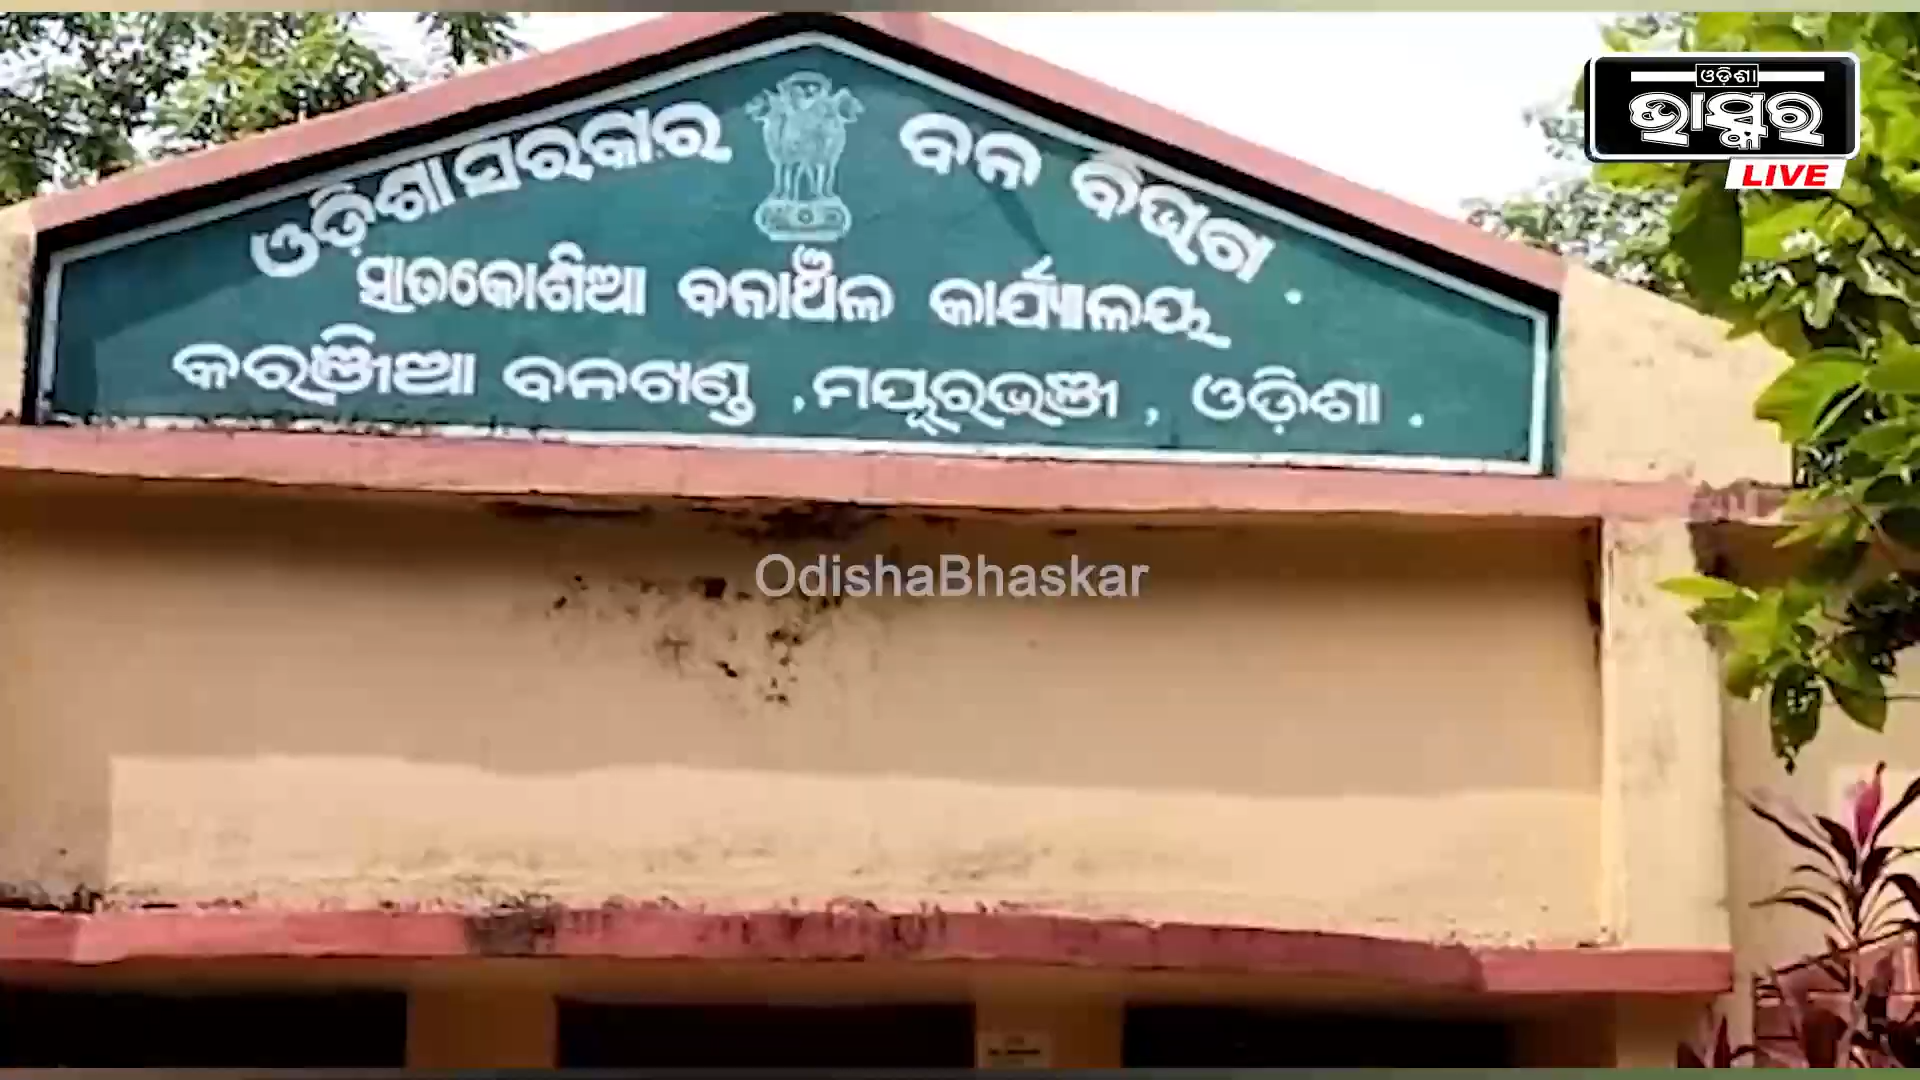 ଓଡ଼ିଶା ସରକାର ବନ ବିଭାଗ
ସାତକୋଶିଆ ବନାଞ୍ଚଳ କାର୍ଯ୍ୟାଳୟ
କରଞ୍ଜିଆ ବନଖଣ୍ଡ , ମୟୂରଭଞ୍ଜ , ଓଡ଼ିଶା .
ଓଡ଼ିଶା
ଭାସ୍କର
LIVE
OdishaBhaskar